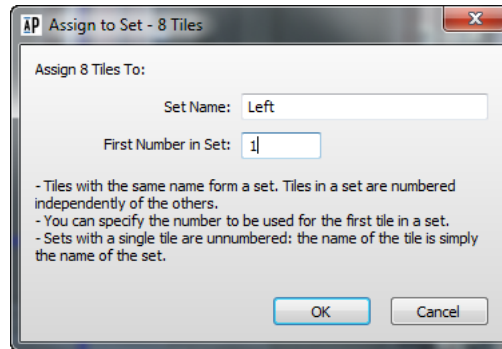 AP Assign to Set - 8 Tiles
Assign 8 Tiles To:
Set Name: Left
First Number in Set: 1
- Tiles with the same name form a set. Tiles in a set are numbered
independently of the others.
- You can specify the number to be used for the first tile in a set.
- Sets with a single tile are unnumbered: the name of the tile is simply
the name of the set.
OK Cancel